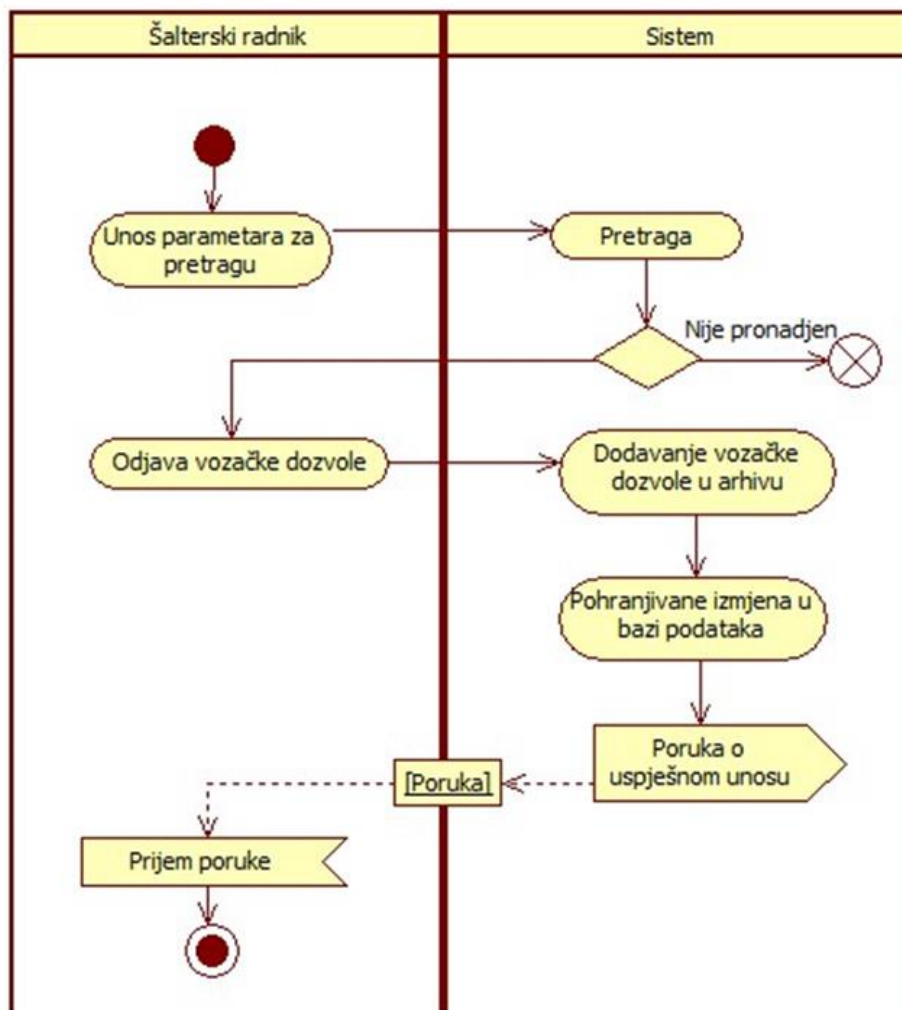 Šalterski radnik
Sistem
Unos parametara za
pretragu
Pretraga
Nije pronadjen
Odjava vozačke dozvole
Dodavanje vozačke
dozvole u arhivu
Pohranjivane izmjena u
bazi podataka
Poruka o
uspješnom unosu
[Poruka]
Prijem poruke